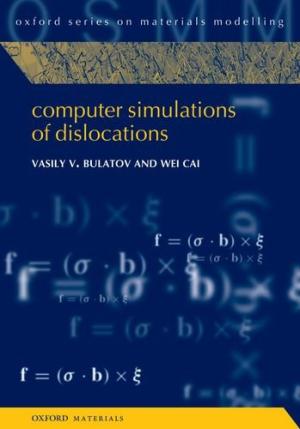 OSMM
oxford series on materials modelling
computer simulations
of dislocations
VASILY V. BULATOV AND WEI CAI
f = (σ · b) × ξ
f = (σ · b) × ξ
f = (σ · b) × ξ
f = (σ · b) × ξ
f = (σ · b) × ξ
OXFORD MATERIALS